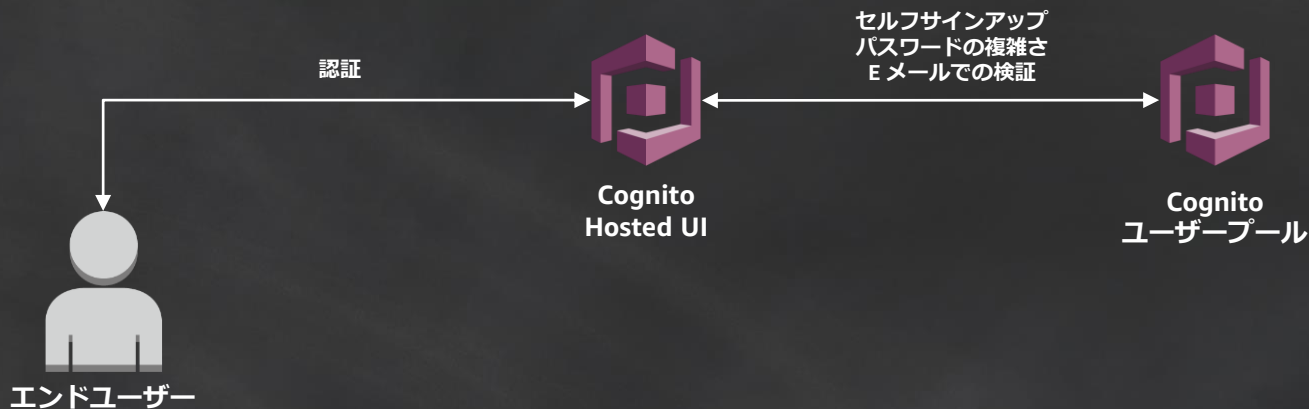 セルフサインアップ
パスワードの複雑さ
E メールでの検証
認証
Cognito
Hosted UI
Cognito
ユーザープール
エンドユーザー